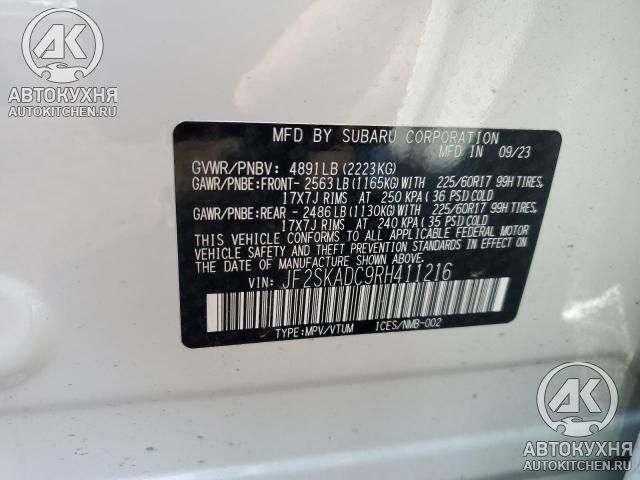 AK
АВТОКУХНЯ
AUTOKITCHEN.RU
MFD BY SUBARU CORPORATION
MFD IN 09/23
GVWR/PNBV: 4891LB (2223KG)
GAWR/PNBE:FRONT- 2563 LB (1165KG) WITH 225/60R17 99H TIRES,
17X7J RIMS AT 250 KPA ( 36 PSI) COLD
GAWR/PNBE:REAR - 2486 LB (1130KG) WITH 225/60R17 99H TIRES,
17X7J RIMS AT 240 KPA ( 35 PSI) COLD
THIS VEHICLE CONFORMS TO ALL APPLICABLE FEDERAL MOTOR
VEHICLE SAFETY AND THEFT PREVENTION STANDARDS IN
EFFECT ON THE DATE OF MANUFACTURE SHOWN ABOVE.
VIN: JF2SKADC9RH411216
TYPE:MPV/VTUM ICES/NMB-002
AK
АВТОКУХНЯ
AUTOKITCHEN.RU